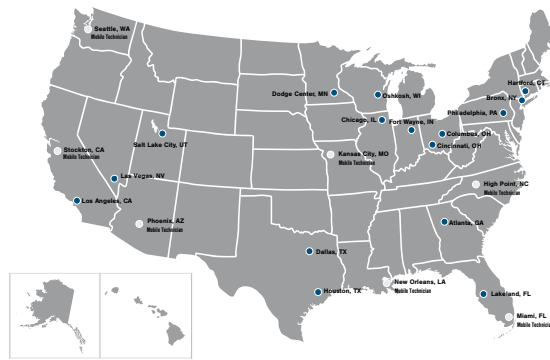 Seattle, WA
Mobile Technician
Hartford, CT
Dodge Center, MN
Oshkosh, WI
Bronx, NY
Philadelphia, PA
Chicago, IL
Fort Wayne, IN
Columbus, OH
Salt Lake City, UT
Cincinnati, OH
Stockton, CA
Mobile Technician
Kansas City, MO
Mobile Technician
Las Vegas, NV
High Point, NC
Mobile Technician
Los Angeles, CA
Phoenix, AZ
Mobile Technician
Atlanta, GA
Dallas, TX
New Orleans, LA
Mobile Technician
Houston, TX
Lakeland, FL
Miami, FL
Mobile Technician